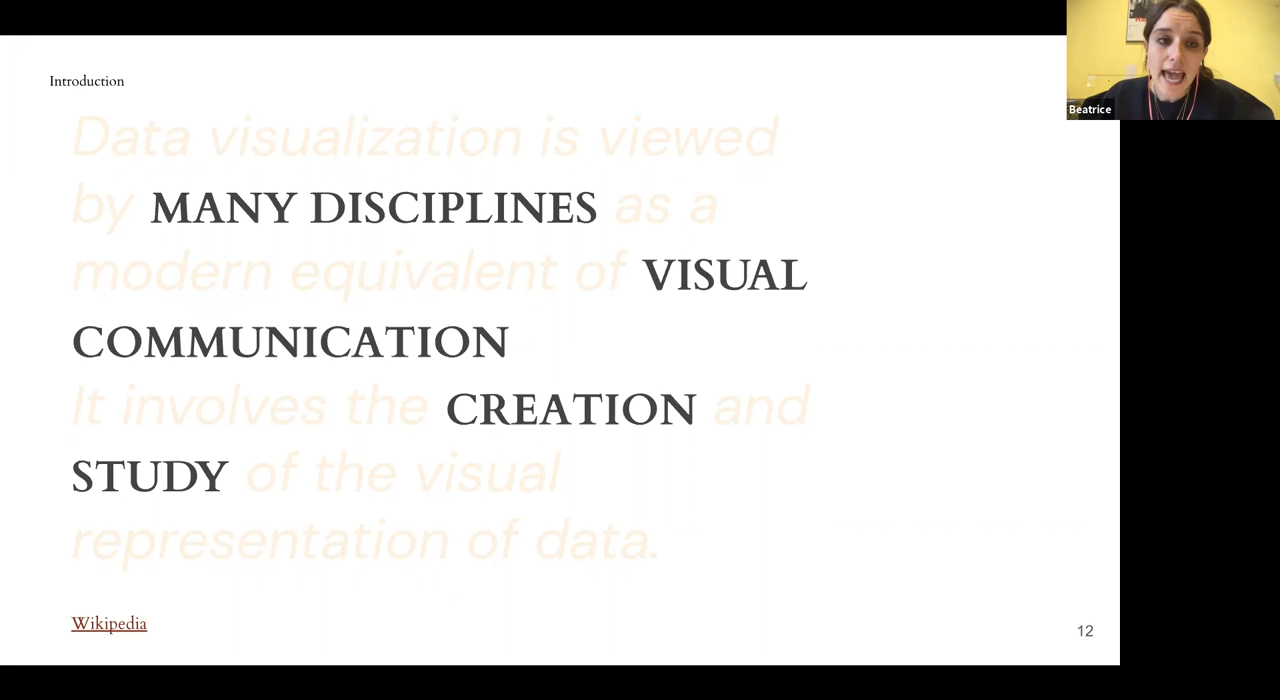 Introduction
Beatrice
Data visualization is viewed
by MANY DISCIPLINES as a
modern equivalent of VISUAL
COMMUNICATION
It involves the CREATION and
STUDY of the visual
representation of data.
Wikipedia
12